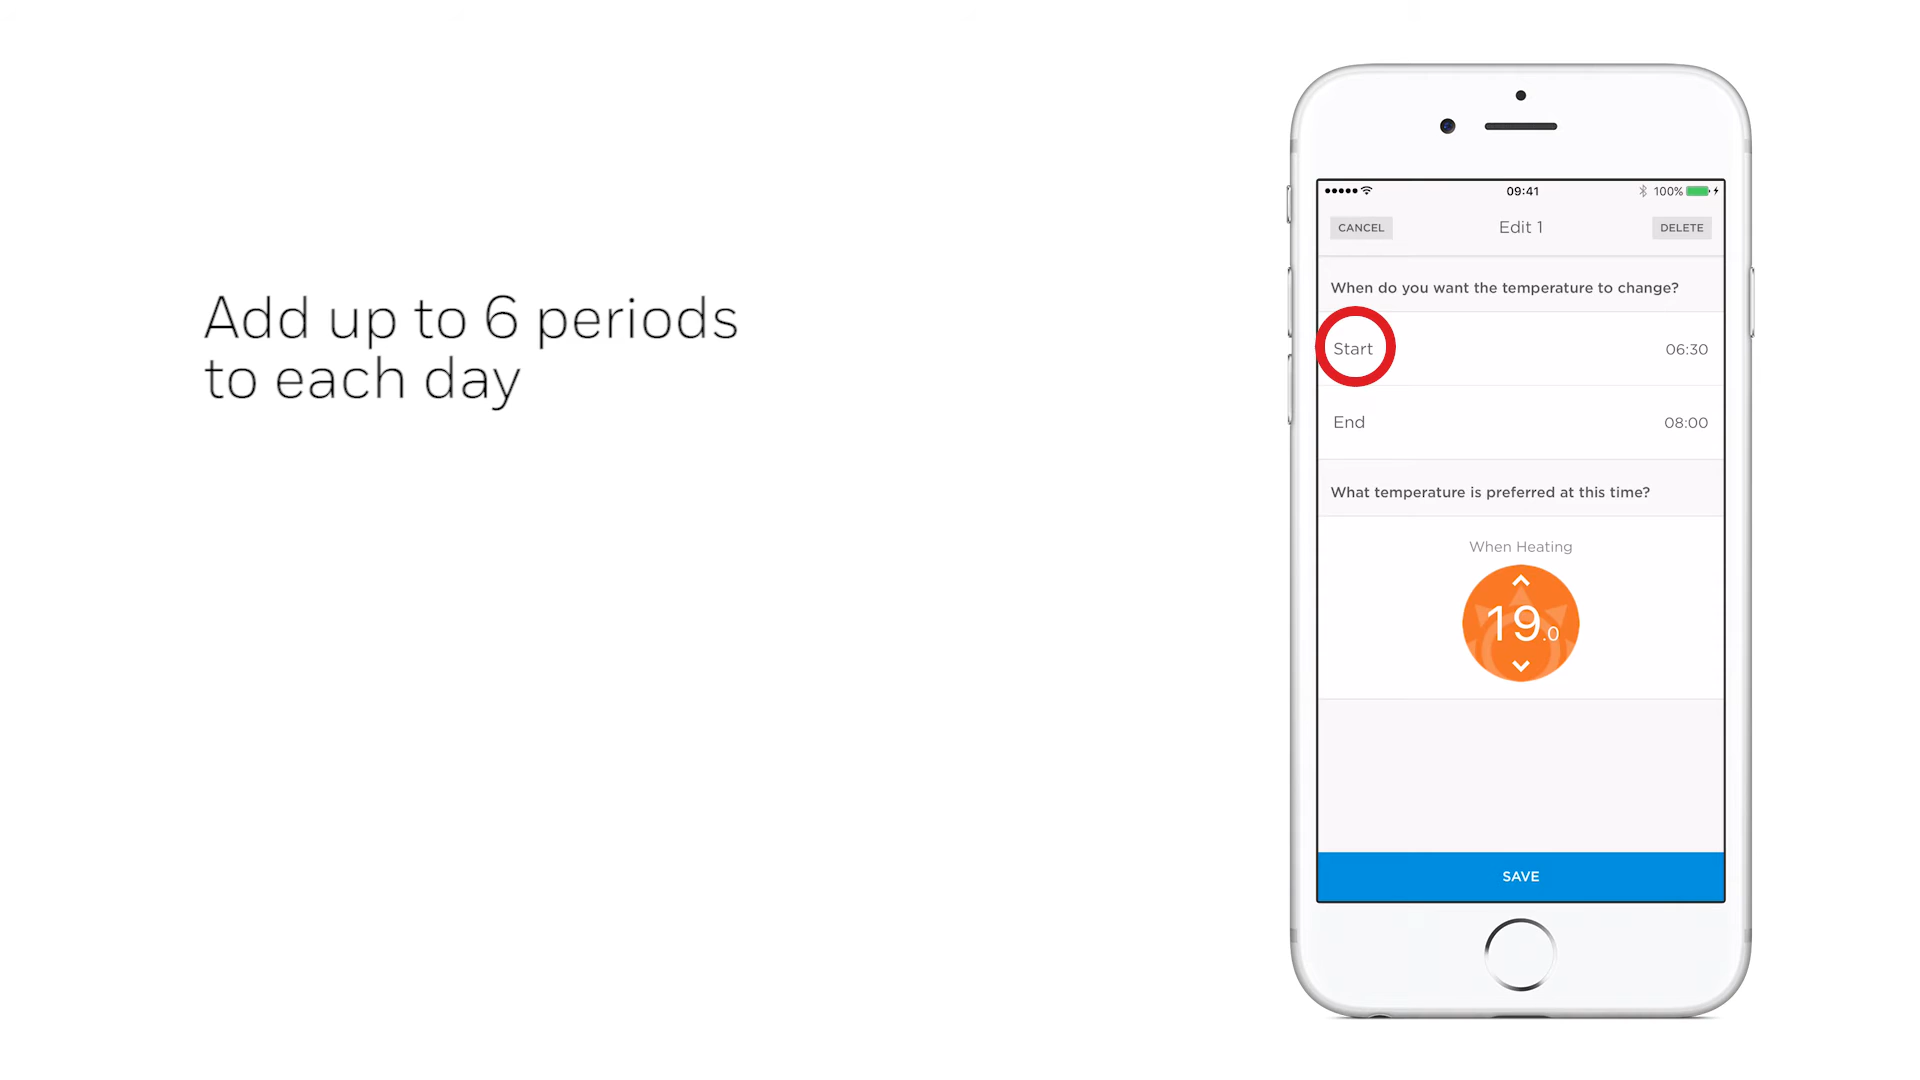 Add up to 6 periods
to each day
09:41
100%
CANCEL
Edit 1
DELETE
When do you want the temperature to change?
Start
06:30
End
08:00
What temperature is preferred at this time?
When Heating
19.0
SAVE